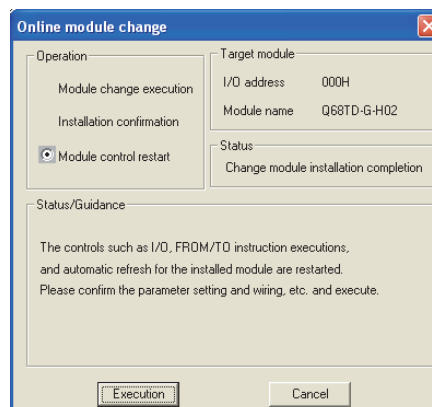 Online module change
Operation
Module change execution
Installation confirmation
Module control restart
Target module
I/O address 000H
Module name Q68TD-G-H02
Status
Change module installation completion
Status/Guidance
The controls such as I/O, FROM/TO instruction executions,
and automatic refresh for the installed module are restarted.
Please confirm the parameter setting and wiring, etc. and execute.
Execution Cancel